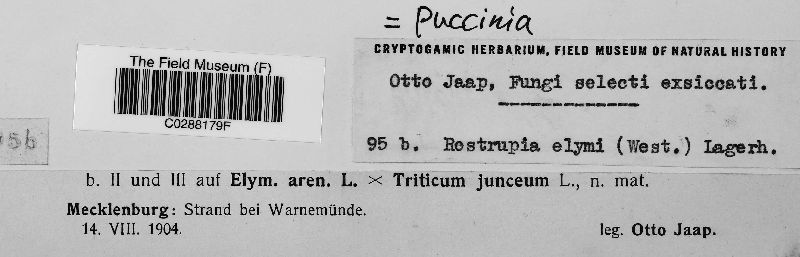 = Puccinia
CRYPTOGAMIC HERBARIUM, FIELD MUSEUM OF NATURAL HISTORY
Otto Jaap, Fungi selecti exsiccati.
95 b. Rostrupia elymi (West.) Lagerh.
The Field Museum (F)
C0288179F
95b
b. II und III auf Elym. aren. L. × Triticum junceum L., n. mat.
Mecklenburg: Strand bei Warnemünde.
14. VIII. 1904. leg. Otto Jaap.